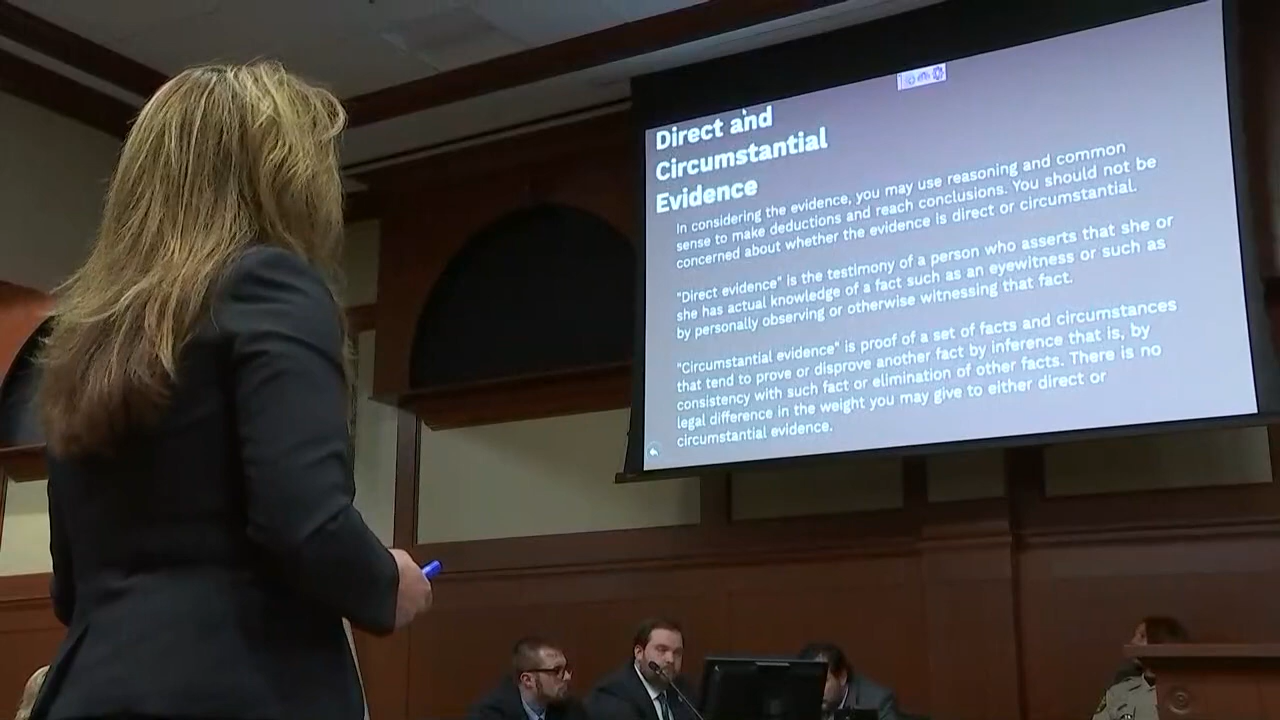 Direct and
Circumstantial
Evidence
In considering the evidence, you may use reasoning and common
sense to make deductions and reach conclusions. You should not be
concerned about whether the evidence is direct or circumstantial.
"Direct evidence" is the testimony of a person who asserts that she or
she has actual knowledge of a fact such as an eyewitness or such as
by personally observing or otherwise witnessing that fact.
"Circumstantial evidence" is proof of a set of facts and circumstances
that tend to prove or disprove another fact by inference that is, by
consistency with such fact or elimination of other facts. There is no
legal difference in the weight you may give to either direct or
circumstantial evidence.